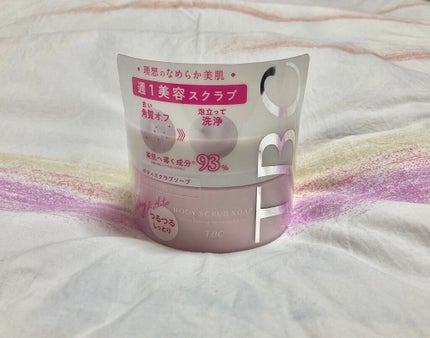 理想のなめらか美肌
週1美容スクラブ
古い
角質オフ
泡立って
洗浄
美肌へ導く成分 93%
ボディスクラブソープ
つるつる
しっとり
BODY SCRUB SOAP
TBC
TBC